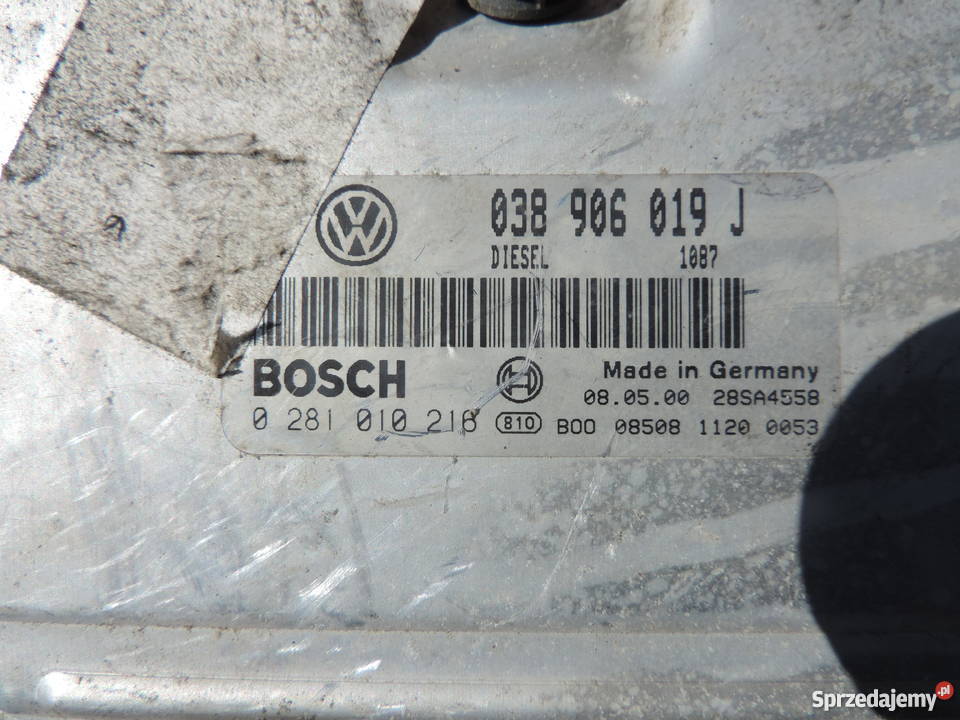 038 906 019 J
DIESEL 1087
BOSCH
Made in Germany
08.05.00 28SA4558
0 281 010 216 810 B00 08508 1120 0053
Sprzedajemy.pl